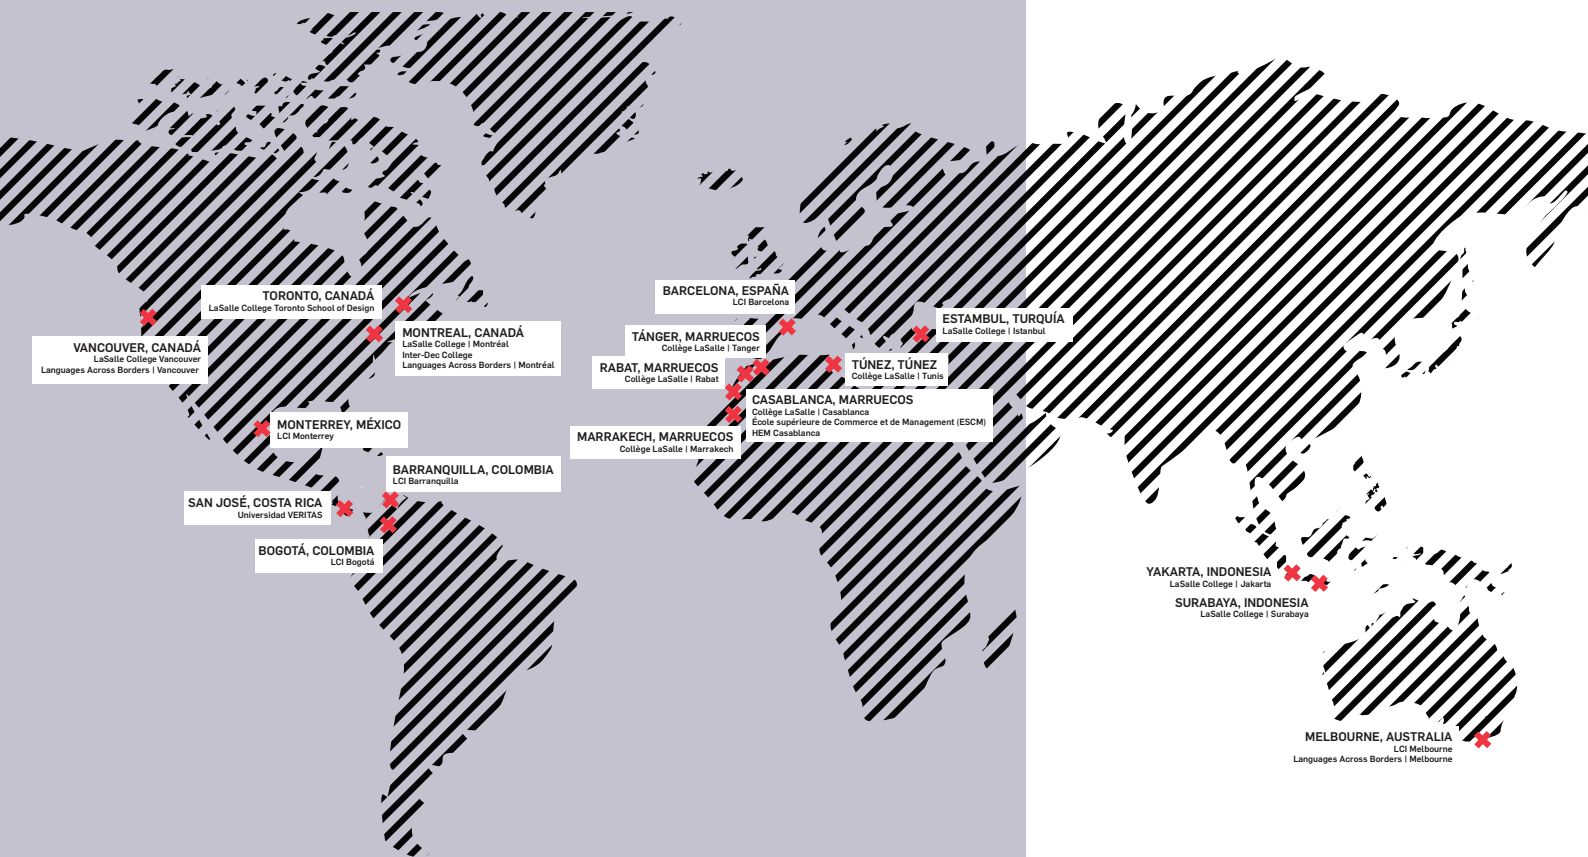 TORONTO, CANADÁ
LaSalle College Toronto School of Design
MONTREAL, CANADÁ
LaSalle College | Montréal
Inter-Dec College
Languages Across Borders | Montréal
VANCOUVER, CANADÁ
LaSalle College Vancouver
Languages Across Borders | Vancouver
MONTERREY, MÉXICO
LCI Monterrey
BARRANQUILLA, COLOMBIA
LCI Barranquilla
SAN JOSÉ, COSTA RICA
Universidad VERITAS
BOGOTÁ, COLOMBIA
LCI Bogotá
BARCELONA, ESPAÑA
LCI Barcelona
ESTAMBUL, TURQUÍA
LaSalle College | Istanbul
TÁNGER, MARRUECOS
Collège LaSalle | Tanger
RABAT, MARRUECOS
Collège LaSalle | Rabat
TÚNEZ, TÚNEZ
Collège LaSalle | Tunis
CASABLANCA, MARRUECOS
Collège LaSalle | Casablanca
École supérieure de Commerce et de Management (ESCM)
HEM Casablanca
MARRAKECH, MARRUECOS
Collège LaSalle | Marrakech
YAKARTA, INDONESIA
LaSalle College | Jakarta
SURABAYA, INDONESIA
LaSalle College | Surabaya
MELBOURNE, AUSTRALIA
LCI Melbourne
Languages Across Borders | Melbourne